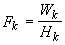 F_k = W_k / H_k